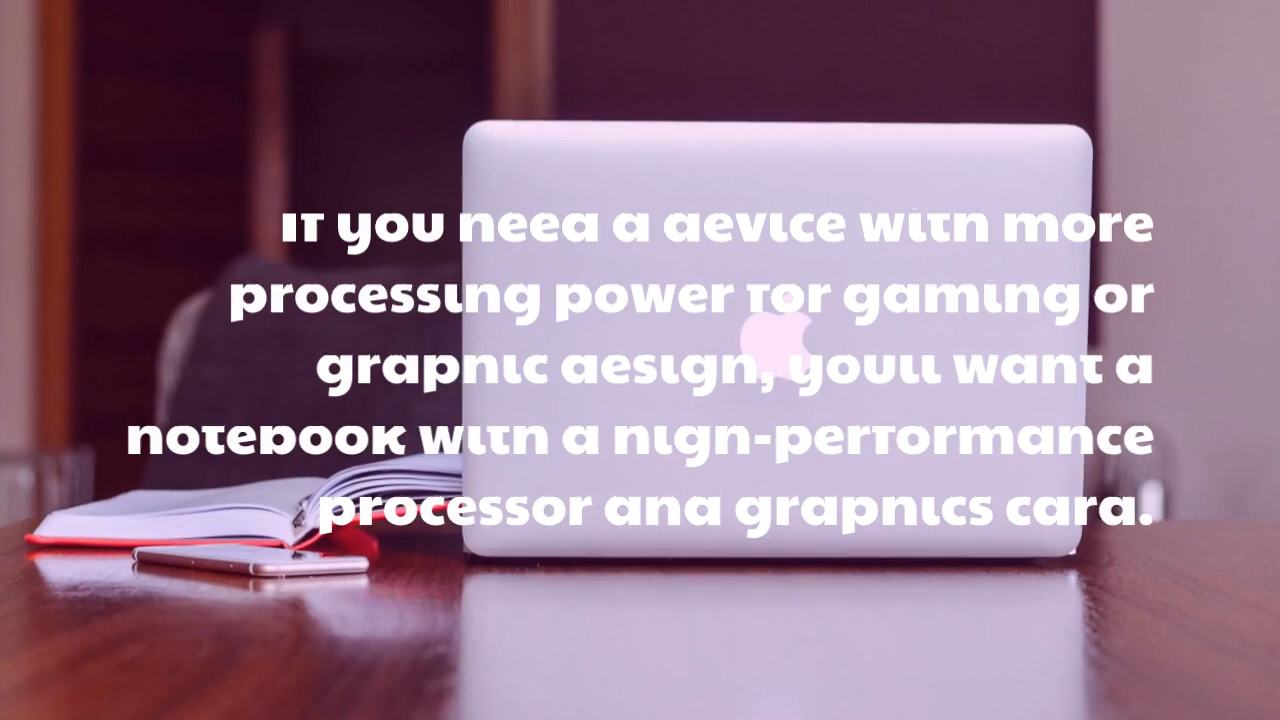 If you need a device with more
processing power for gaming or
graphic design, youll want a
notebook with a high-performance
processor and graphics card.